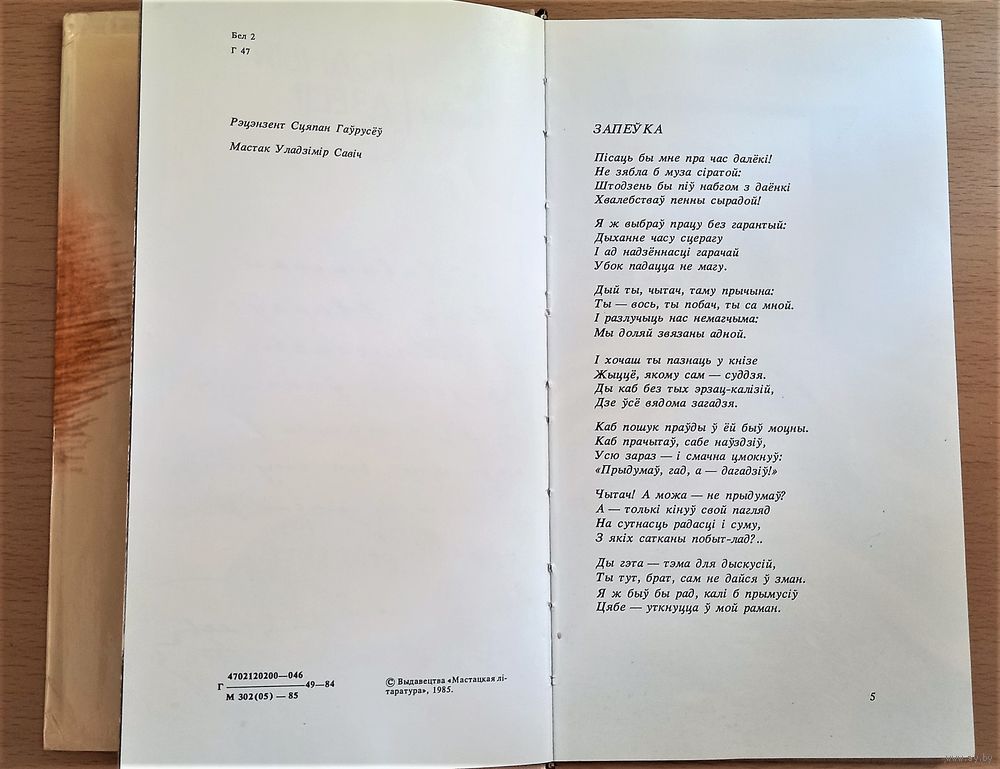 Бел 2
Г 47
Рэцэнзент Сцяпан Гаўрусёў
Мастак Уладзімір Савіч
4702120200—046
Г ————— 49—84
М 302(05) — 85
© Выдавецтва «Мастацкая лі-
таратура», 1985.
ЗАПЕЎКА
Пісаць бы мне пра час далёкі!
Не зябла б муза сіратой:
Штодзень бы піў набгом з даёнкі
Хвалебстваў пенны сырадой!
Я ж выбраў працу без гарантый:
Дыханне часу сцерагу
І ад надзённасці гарачай
Убок падацца не магу.
Дый ты, чытач, таму прычына:
Ты — вось, ты побач, ты са мной.
І разлучыць нас немагчыма:
Мы доляй звязаны адной.
І хочаш ты пазнаць у кнізе
Жыццё, якому сам — суддзя.
Ды каб без тых эрзац-калізій,
Дзе ўсё вядома загадзя.
Каб пошук праўды ў ёй быў моцны.
Каб прачытаў, сабе наўздзіў,
Усю зараз — і смачна цмокнуў:
«Прыдумаў, гад, а — дагадзіў!»
Чытач! А можа — не прыдумаў?
А — толькі кінуў свой пагляд
На сутнасць радасці і суму,
З якіх сатканы побыт-лад?..
Ды гэта — тэма для дыскусій,
Ты тут, брат, сам не дайся ў зман.
Я ж быў бы рад, калі б прымусіў
Цябе — уткнуцца ў мой раман.
5
www.ay.by